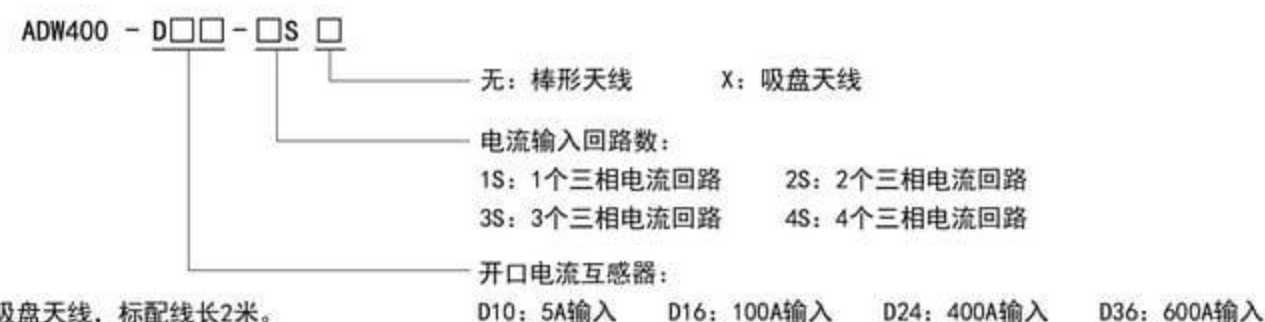 ADW400 - D□□ - □S □
无：棒形天线 X：吸盘天线
电流输入回路数：
1S：1个三相电流回路 2S：2个三相电流回路
3S：3个三相电流回路 4S：4个三相电流回路
开口电流互感器：
吸盘天线，标配线长2米。 D10：5A输入 D16：100A输入 D24：400A输入 D36：600A输入